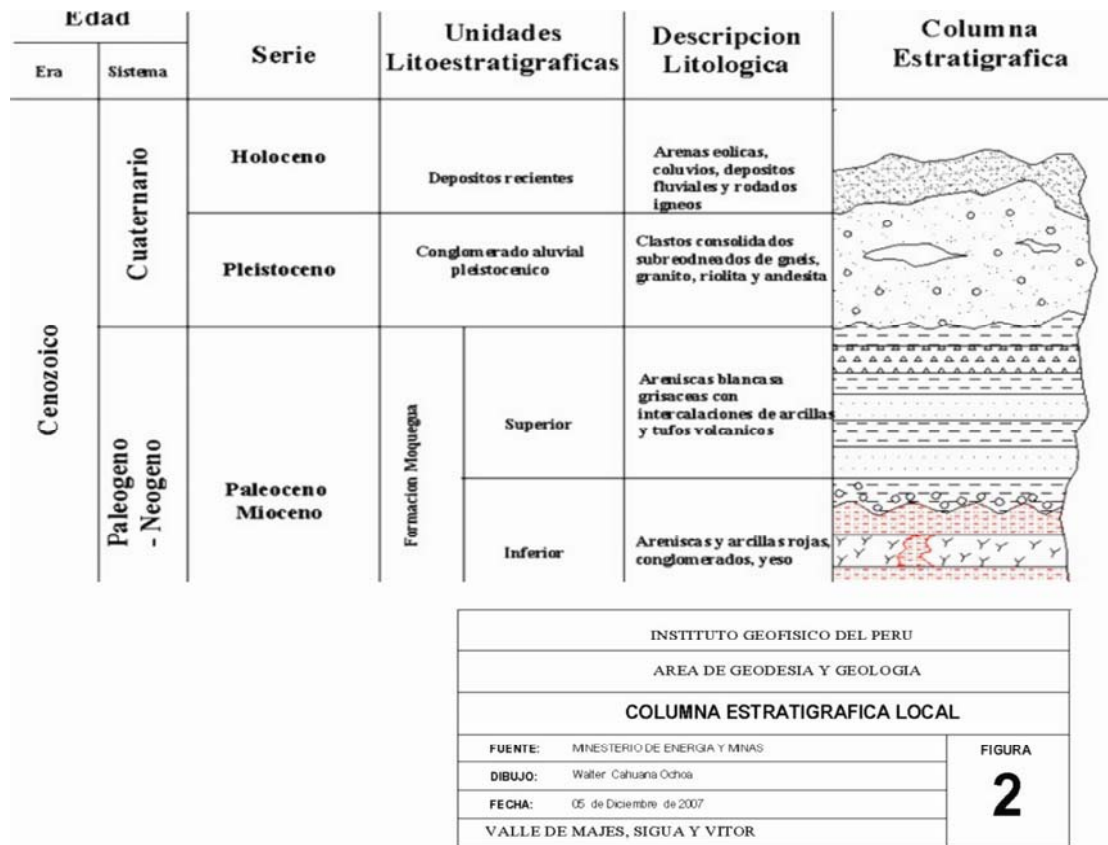 Edad
Era
Sistema
Serie
Unidades
Litoestratigraficas
Descripcion
Litologica
Columna
Estratigrafica
Cenozoico
Cuaternario
Holoceno
Depositos recientes
Arenas eolicas,
coluvios, depositos
fluviales y rodados
igneos
Pleistoceno
Conglomerado aluvial
pleistocenico
Clastos consolidados
subreodneados de gneis,
granito, riolita y andesita
Paleogeno
- Neogeno
Paleoceno
Mioceno
Formacion Moquegua
Superior
Areniscas blancasa
grisaceas con
intercalaciones de arcillas
y tufos volcanicos
Inferior
Areniscas y arcillas rojas,
conglomerados, yeso
INSTITUTO GEOFISICO DEL PERU
AREA DE GEODESIA Y GEOLOGIA
COLUMNA ESTRATIGRAFICA LOCAL
FUENTE: MINESTERIO DE ENERGIA Y MINAS
DIBUJO: Walter Cahuana Ochoa
FECHA: 05 de Diciembre de 2007
VALLE DE MAJES, SIGUA Y VITOR
FIGURA
2